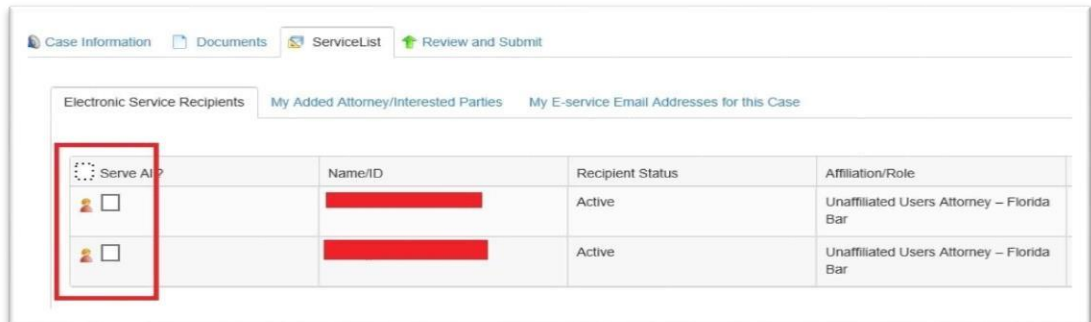 Case Information Documents ServiceList Review and Submit
Electronic Service Recipients My Added Attorney/Interested Parties My E-service Email Addresses for this Case
Serve All? Name/ID Recipient Status Affiliation/Role
Active Unaffiliated Users Attorney – Florida
Bar
Active Unaffiliated Users Attorney – Florida
Bar